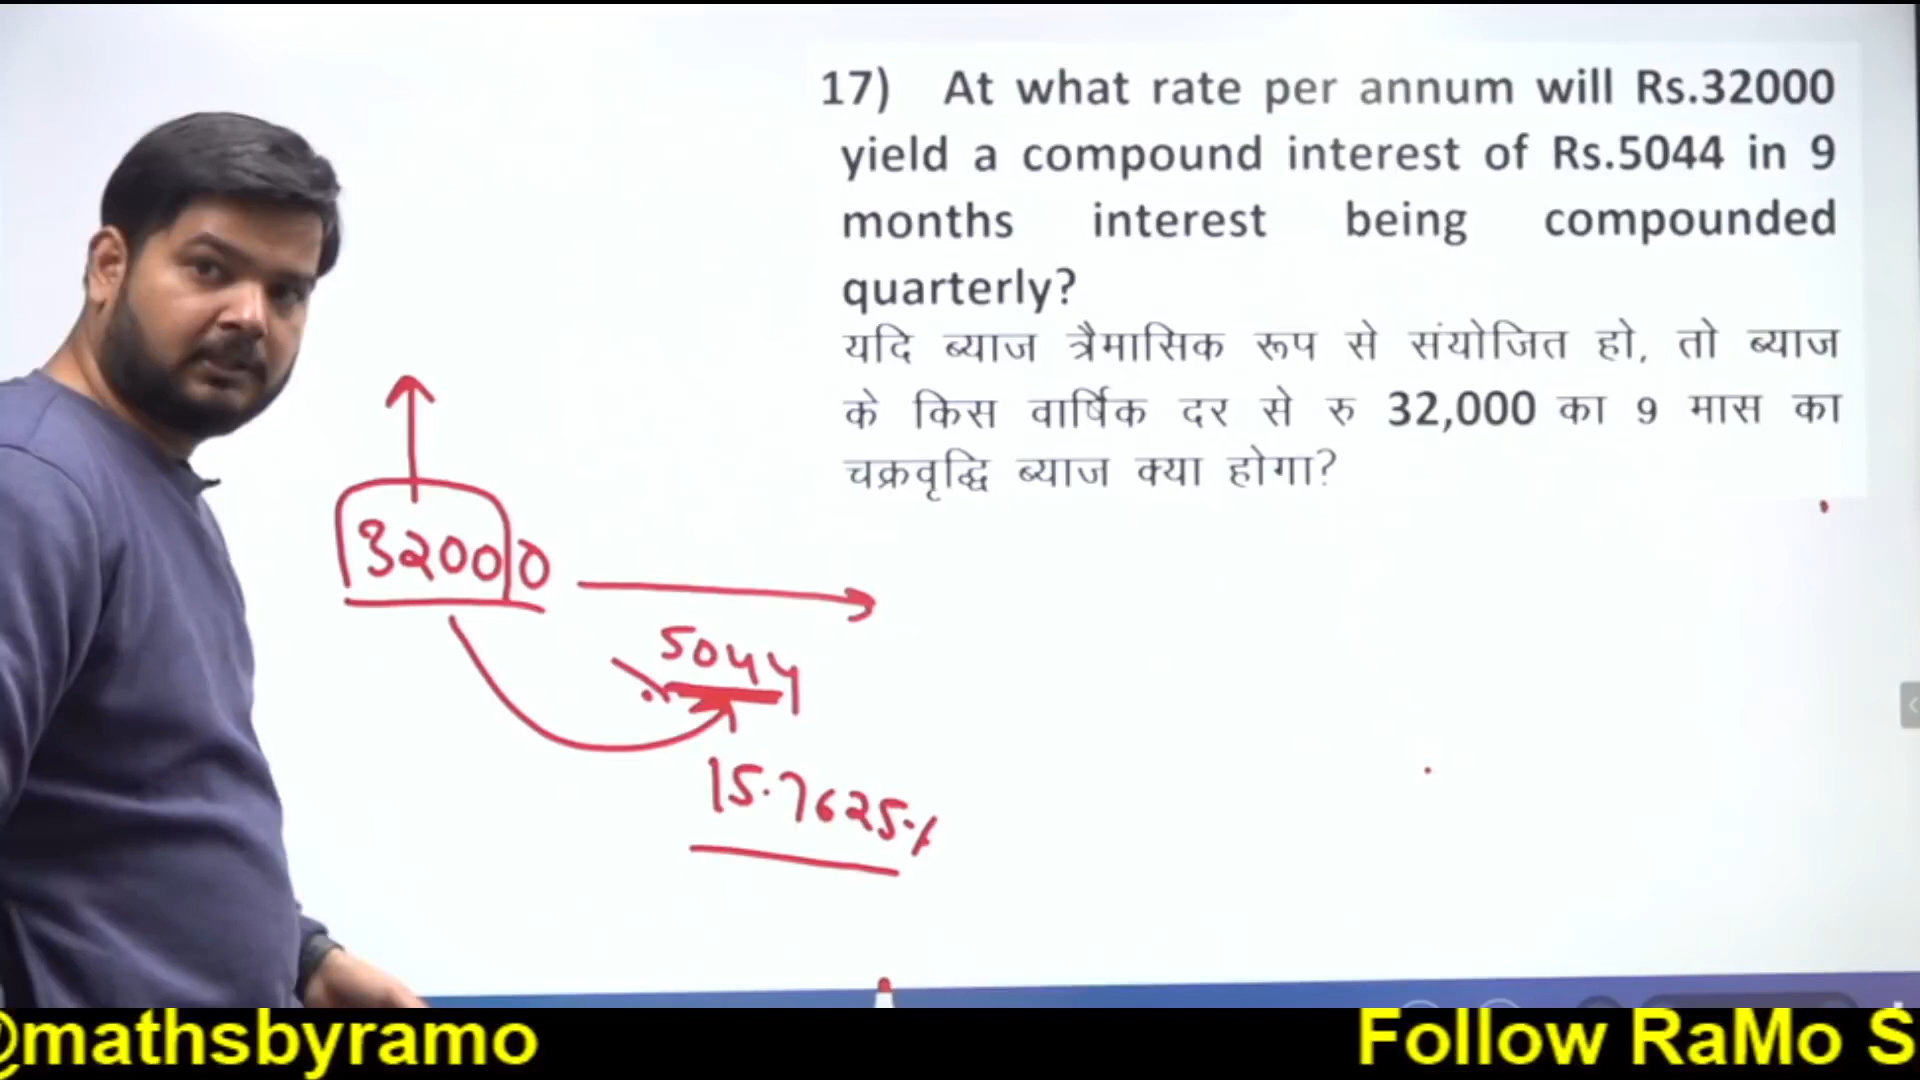 17) At what rate per annum will Rs.32000
yield a compound interest of Rs.5044 in 9
months interest being compounded
quarterly?
यदि ब्याज त्रैमासिक रूप से संयोजित हो, तो ब्याज
के किस वार्षिक दर से रु 32,000 का 9 मास का
चक्रवृद्धि ब्याज क्या होगा?
32000
5044
15.7625%
@mathsbyramo
Follow RaMo S